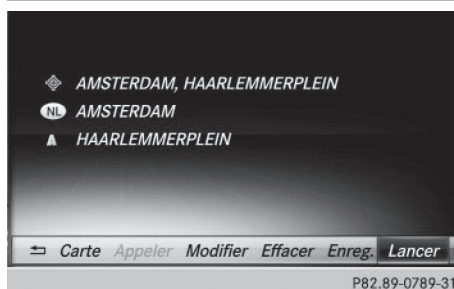 AMSTERDAM, HAARLEMMERPLEIN
NL AMSTERDAM
HAARLEMMERPLEIN
Carte Appeler Modifier Effacer Enreg. Lancer
P82.89-0789-31